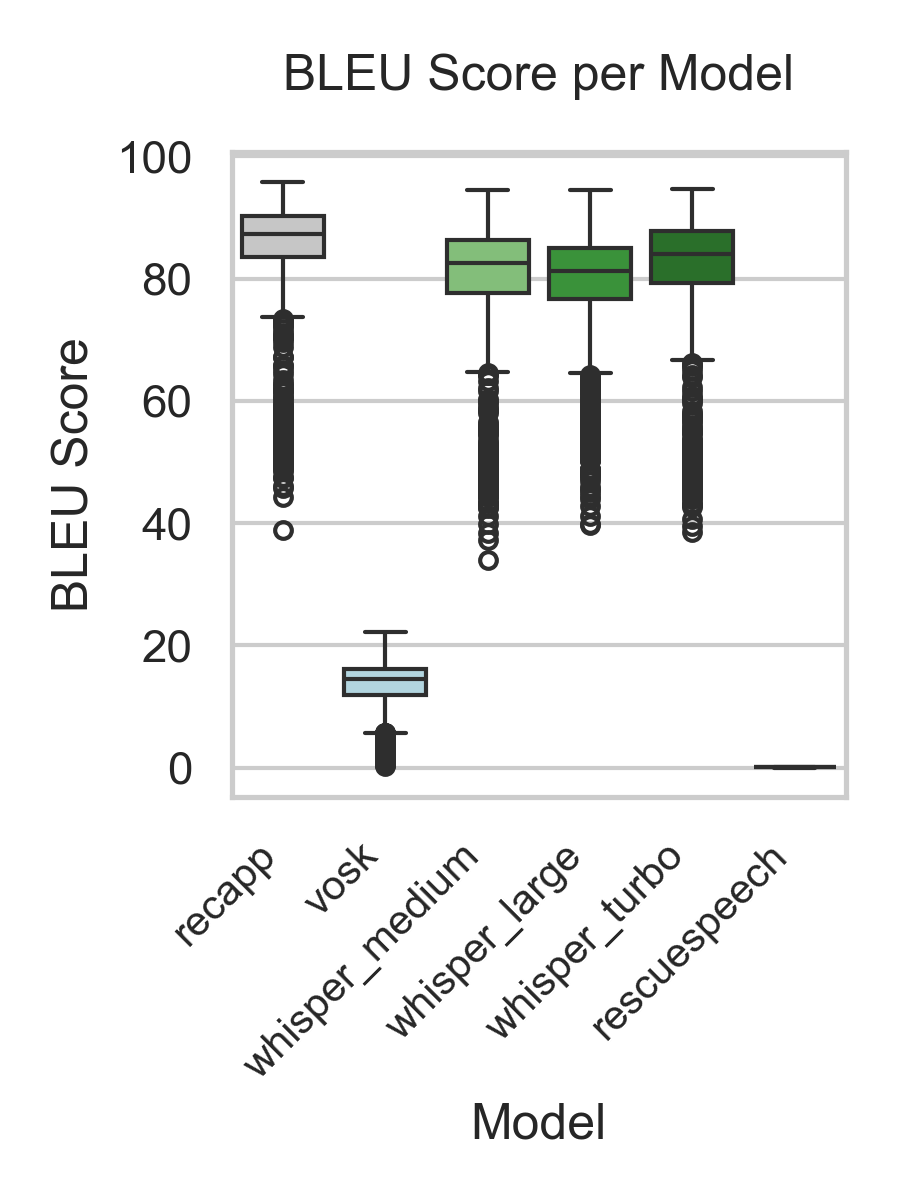 BLEU Score per Model
BLEU Score
100
80
60
40
20
0
recapp
vosk
whisper_medium
whisper_large
whisper_turbo
rescuespeech
Model